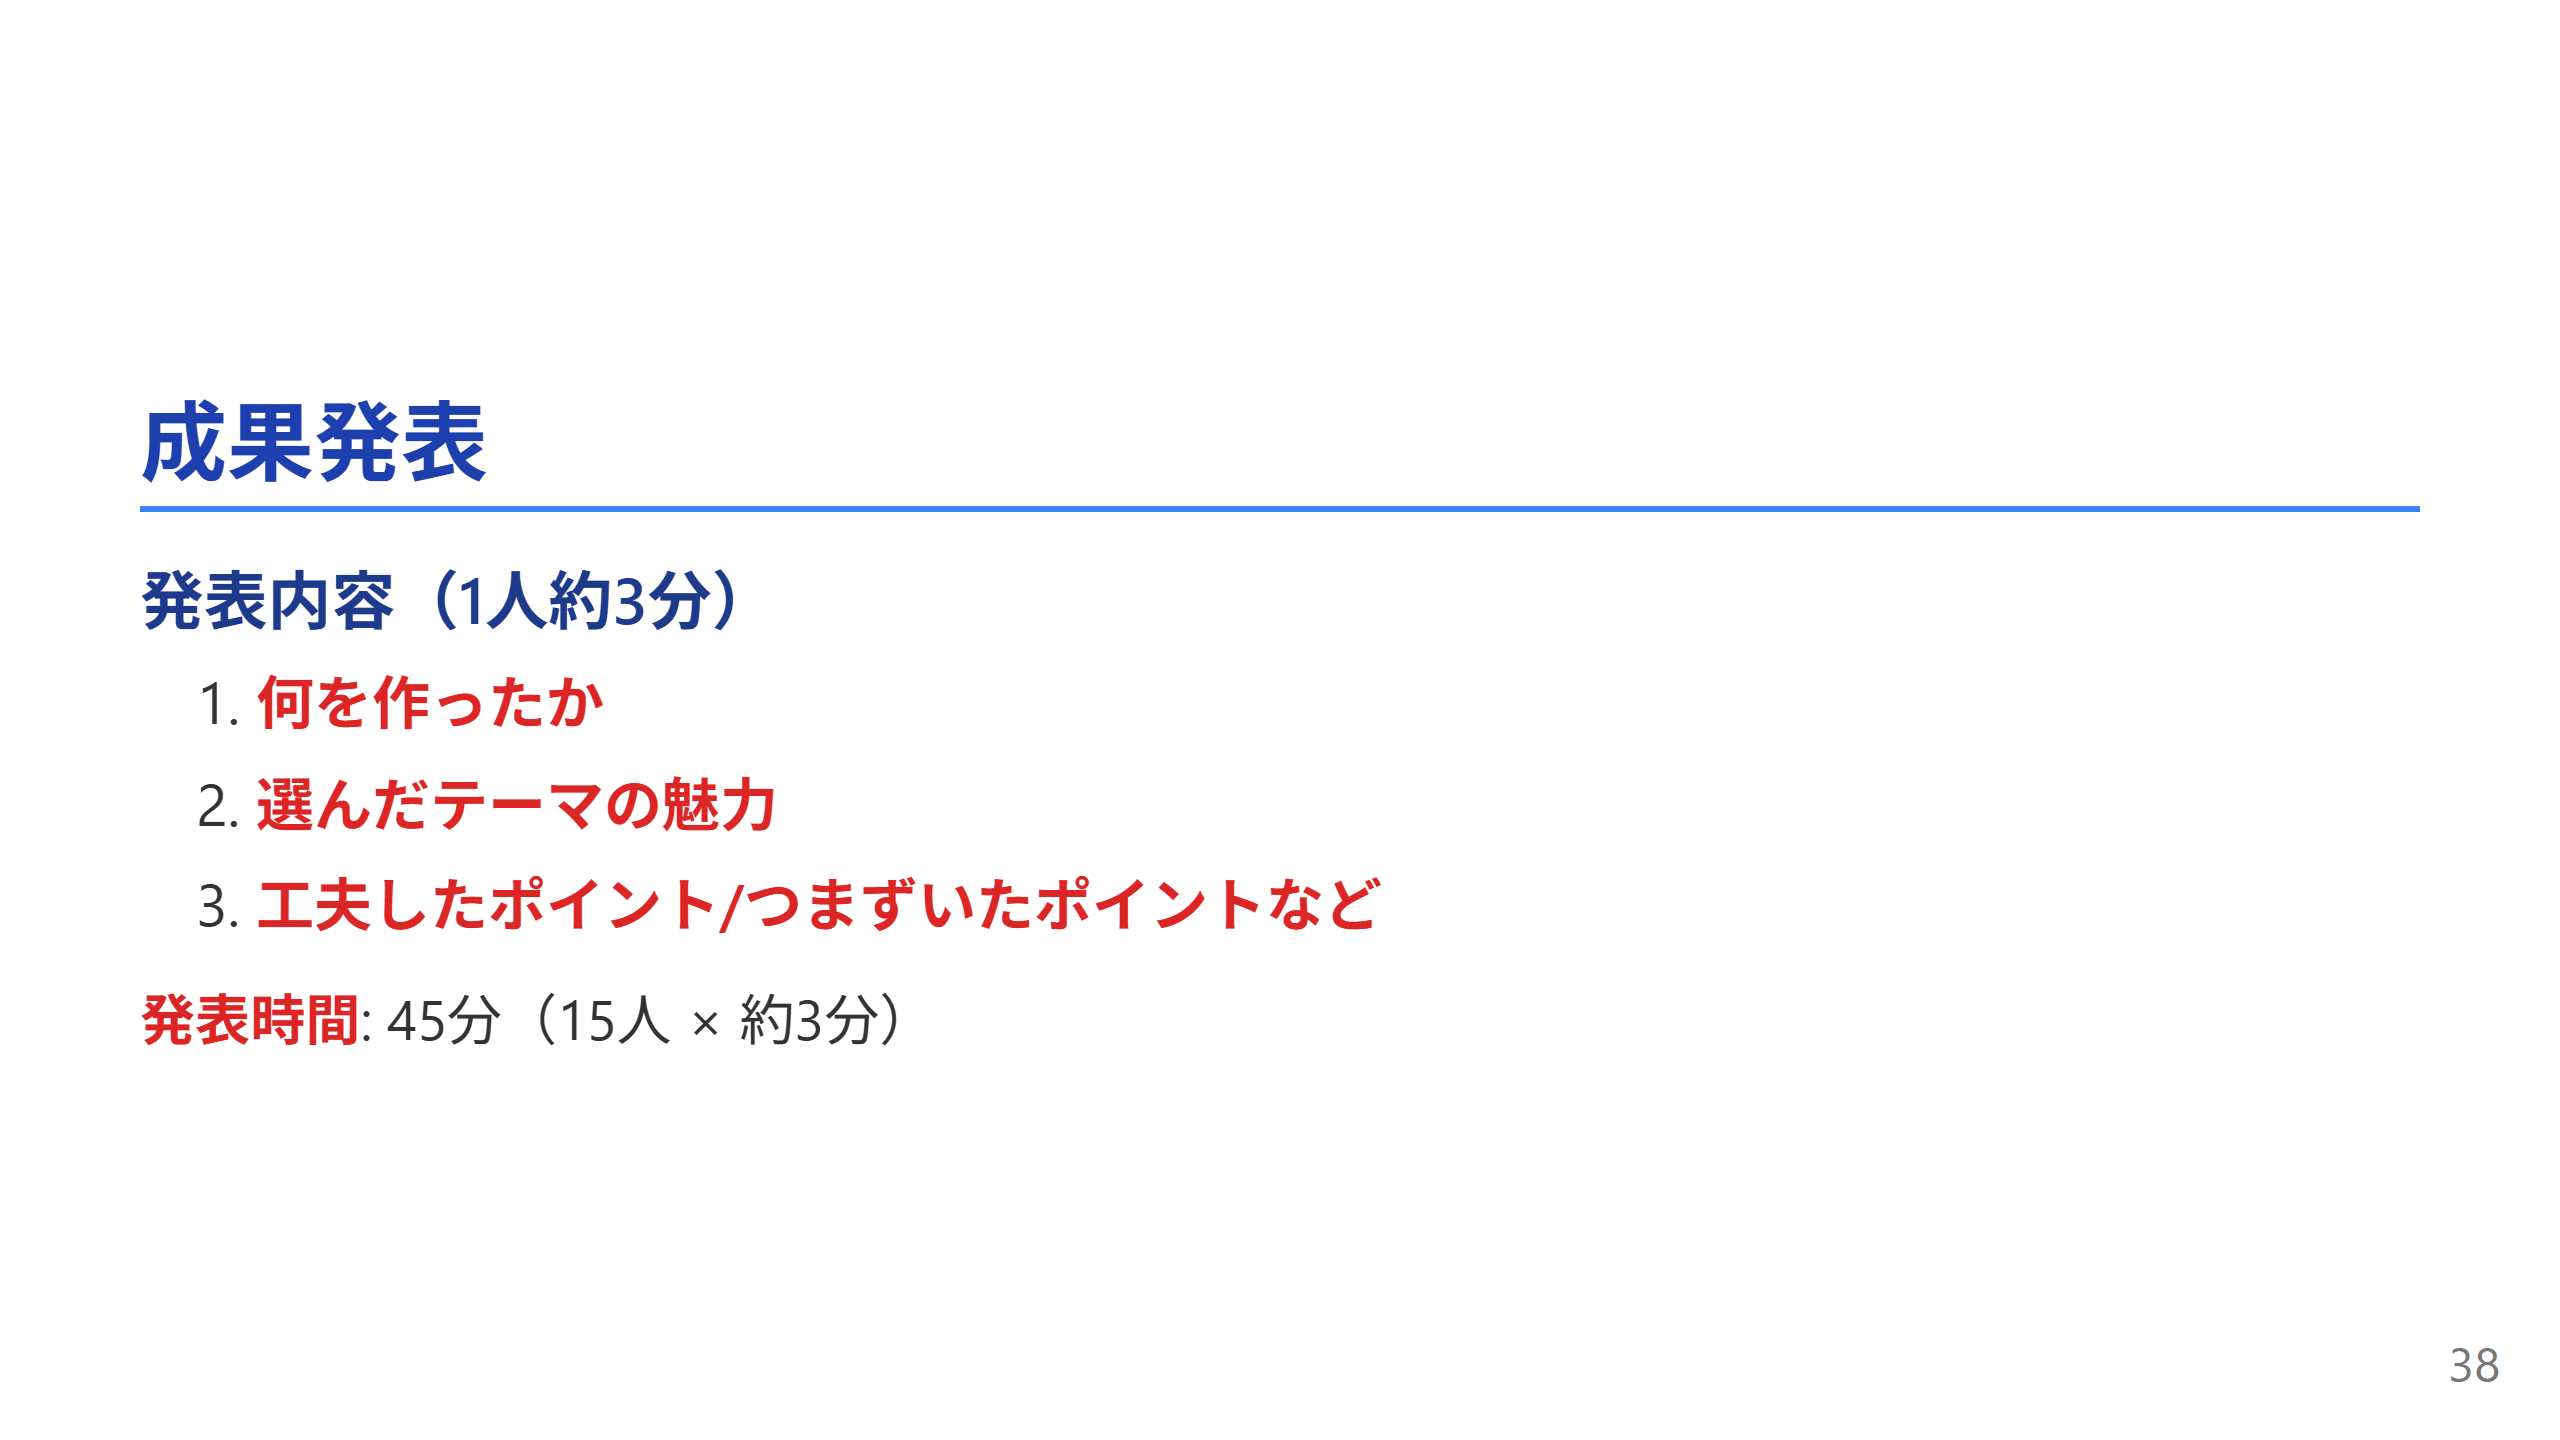 成果発表
発表内容（1人約3分）
1. 何を作ったか
2. 選んだテーマの魅力
3. 工夫したポイント/つまずいたポイントなど
発表時間: 45分（15人 × 約3分）
38